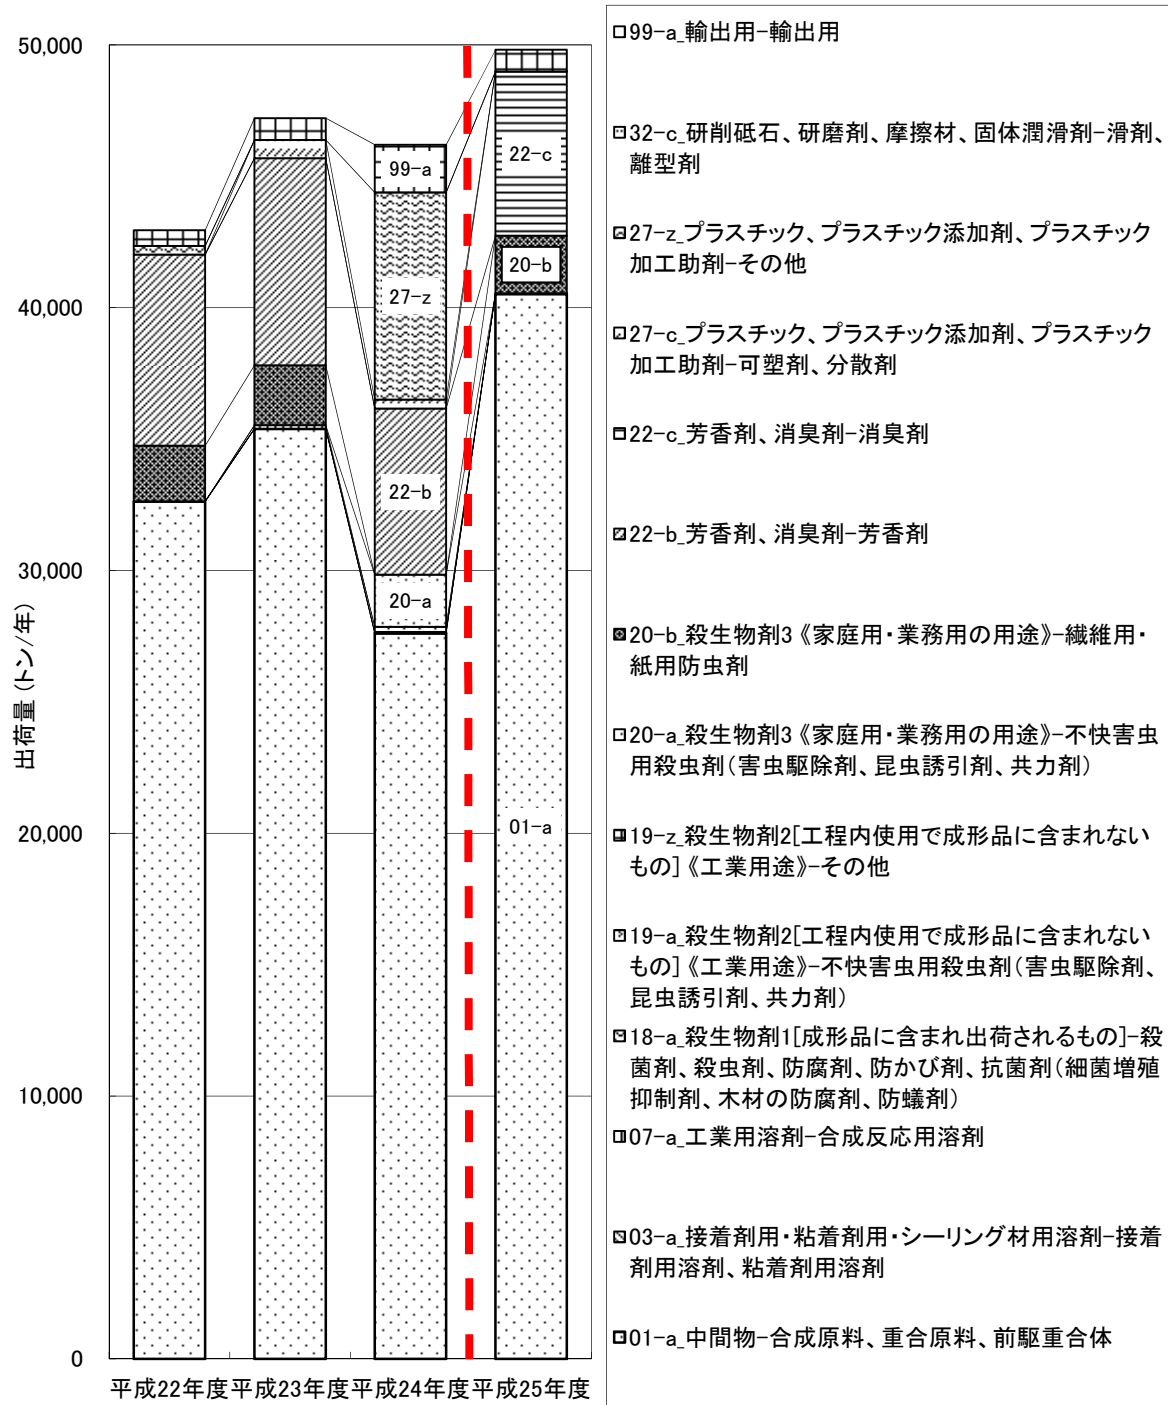 50,000
40,000
30,000
20,000
10,000
0
出荷量(トン/年)
平成22年度 平成23年度 平成24年度 平成25年度
99-a
27-z
22-b
20-a
22-c
20-b
01-a
99-a_輸出用-輸出用
32-c_研削砥石、研磨剤、摩擦材、固体潤滑剤-滑剤、
離型剤
27-z_プラスチック、プラスチック添加剤、プラスチック
加工助剤-その他
27-c_プラスチック、プラスチック添加剤、プラスチック
加工助剤-可塑剤、分散剤
22-c_芳香剤、消臭剤-消臭剤
22-b_芳香剤、消臭剤-芳香剤
20-b_殺生物剤3《家庭用・業務用の用途》-繊維用・
紙用防虫剤
20-a_殺生物剤3《家庭用・業務用の用途》-不快害虫
用殺虫剤(害虫駆除剤、昆虫誘引剤、共力剤)
19-z_殺生物剤2[工程内使用で成形品に含まれない
もの]《工業用途》-その他
19-a_殺生物剤2[工程内使用で成形品に含まれない
もの]《工業用途》-不快害虫用殺虫剤(害虫駆除剤、
昆虫誘引剤、共力剤)
18-a_殺生物剤1[成形品に含まれ出荷されるもの]-殺
菌剤、殺虫剤、防腐剤、防かび剤、抗菌剤(細菌増殖
抑制剤、木材の防腐剤、防蟻剤)
07-a_工業用溶剤-合成反応用溶剤
03-a_接着剤用・粘着剤用・シーリング材用溶剤-接着
剤用溶剤、粘着剤用溶剤
01-a_中間物-合成原料、重合原料、前駆重合体